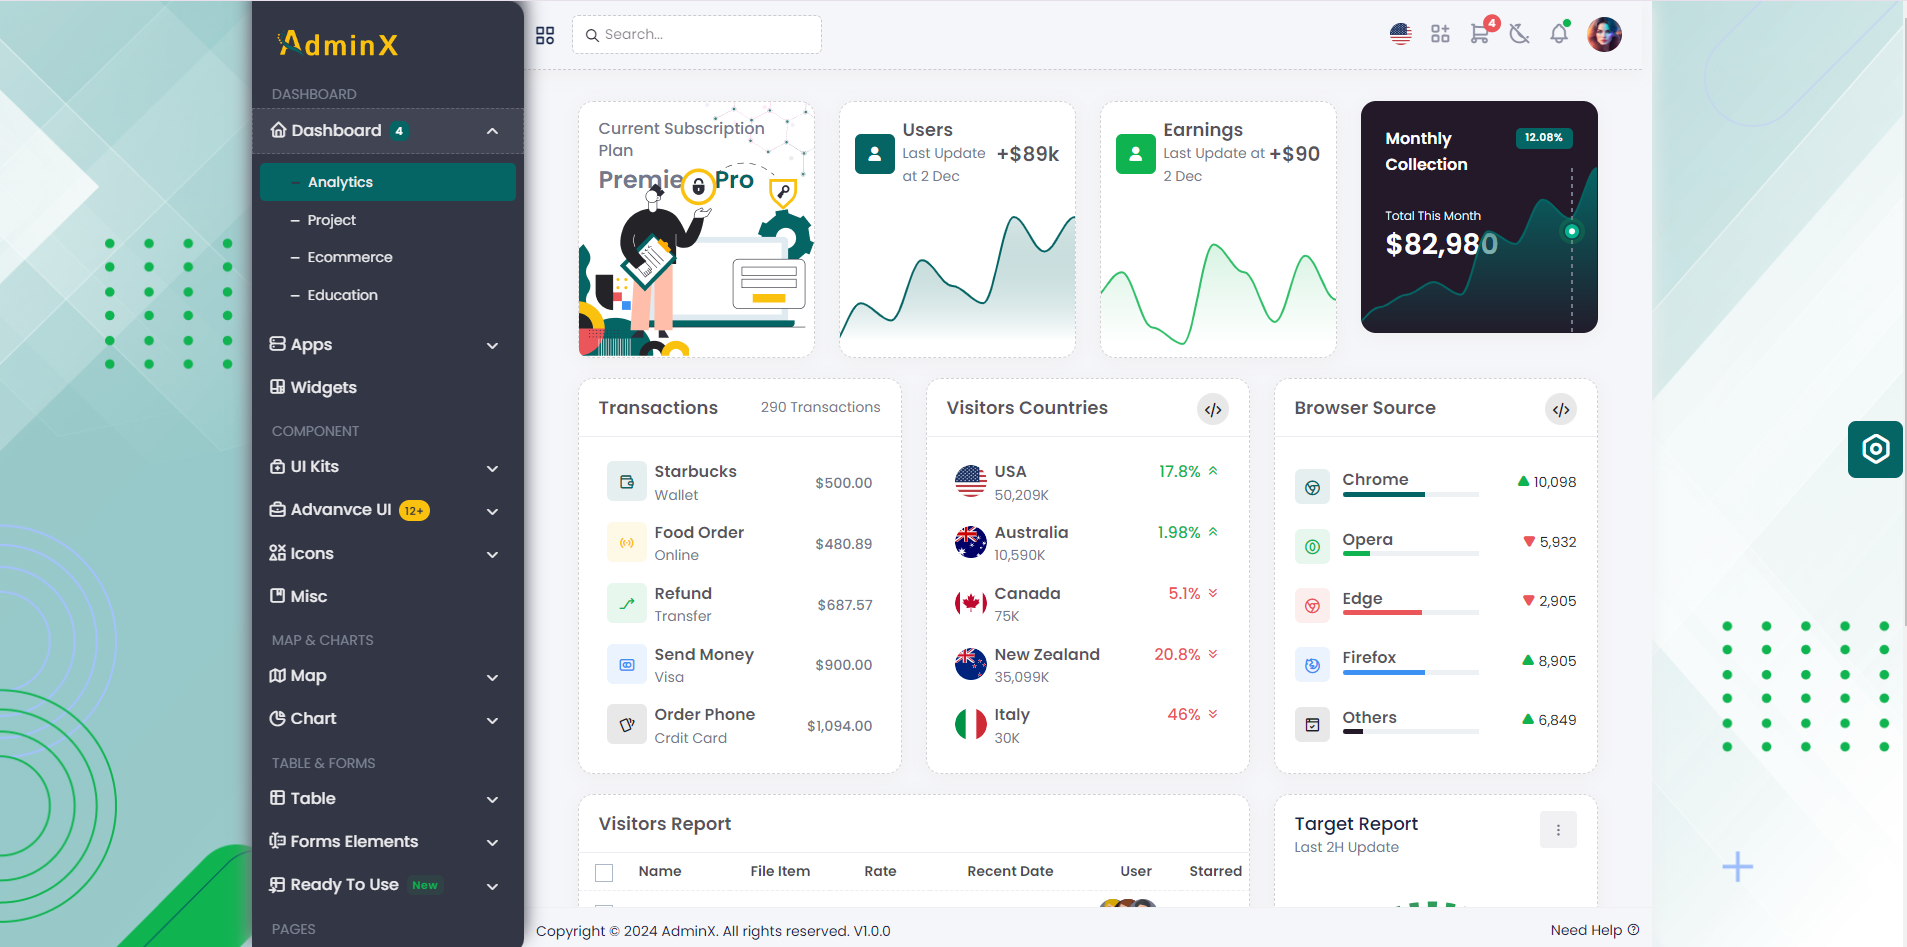 AdminX
Search...
4
DASHBOARD
Dashboard 4
Analytics
Project
Ecommerce
Education
Apps
Widgets
COMPONENT
UI Kits
Advanvce UI 12+
Icons
Misc
MAP & CHARTS
Map
Chart
TABLE & FORMS
Table
Forms Elements
Ready To Use New
PAGES
Current Subscription
Plan
Premie Pro
Users
Last Update
at 2 Dec
+$89k
Earnings
Last Update at
2 Dec
+$90
Monthly
Collection
12.08%
Total This Month
$82,980
Transactions
290 Transactions
Starbucks
Wallet
$500.00
Food Order
Online
$480.89
Refund
Transfer
$687.57
Send Money
Visa
$900.00
Order Phone
Crdit Card
$1,094.00
Visitors Countries
USA
50,209K
17.8%
Australia
10,590K
1.98%
Canada
75K
5.1%
New Zealand
35,099K
20.8%
Italy
30K
46%
Browser Source
Chrome
10,098
Opera
5,932
Edge
2,905
Firefox
8,905
Others
6,849
Visitors Report
Name File Item Rate Recent Date User Starred
Target Report
Last 2H Update
Copyright © 2024 AdminX. All rights reserved. V1.0.0
Need Help